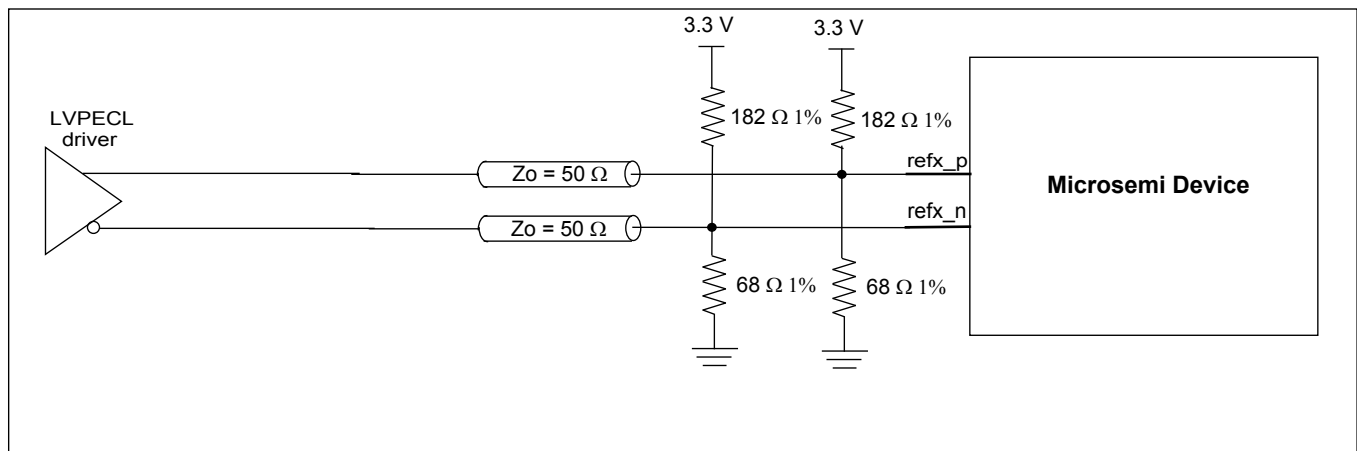 3.3 V
3.3 V
LVPECL
driver
182 Ω 1%
182 Ω 1%
Zo = 50 Ω
refx_p
Microsemi Device
Zo = 50 Ω
refx_n
68 Ω 1%
68 Ω 1%